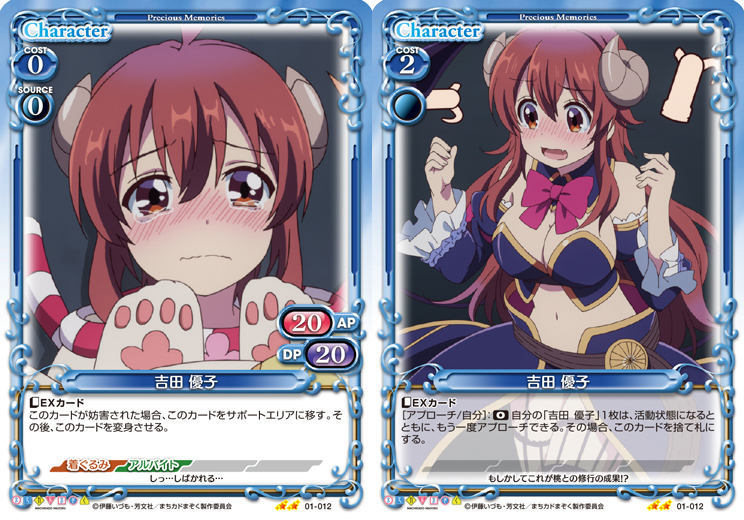 Precious Memories
Character
COST
0
SOURCE
0
20 AP
DP 20
吉田 優子
EXカード
このカードが妨害された場合、このカードをサポートエリアに移す。そ
の後、このカードを変身させる。
着ぐるみ アルバイト
しっ…しばかれる…
©伊藤いづも・芳文社／まちカドまぞく製作委員会
01-012
Precious Memories
Character
COST
2
吉田 優子
EXカード
[アプローチ/自分]：0自分の「吉田 優子」1枚は、活動状態になると
ともに、もう一度アプローチできる。その場合、このカードを捨て札に
する。
もしかしてこれが桃との修行の成果!?
©伊藤いづも・芳文社／まちカドまぞく製作委員会
01-012